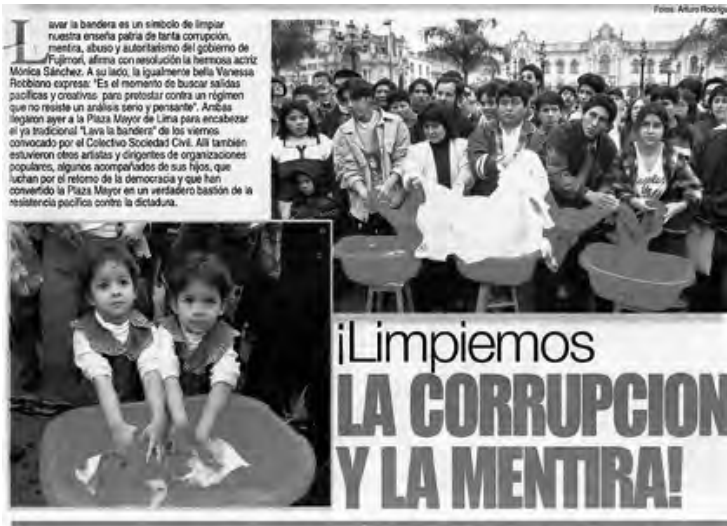 Fotos: Arturo Rodríg
Lavar la bandera es un símbolo de limpiar
nuestra enseña patria de tanta corrupción,
mentira, abuso y autoritarismo del gobierno de
Fujimori, afirma con resolución la hermosa actriz
Mónica Sánchez. A su lado, la igualmente bella Vanessa
Robbiano expresa: "Es el momento de buscar salidas
pacíficas y creativas para protestar contra un régimen
que no resiste un análisis serio y pensante". Ambas
llegaron ayer a la Plaza Mayor de Lima para encabezar
el ya tradicional "Lava la bandera" de los viernes
convocado por el Colectivo Sociedad Civil. Allí también
estuvieron otros artistas y dirigentes de organizaciones
populares, algunos acompañados de sus hijos, que
luchan por el retorno de la democracia y que han
convertido la Plaza Mayor en un verdadero bastión de la
resistencia pacífica contra la dictadura.
¡Limpiemos
LA CORRUPCION
Y LA MENTIRA!